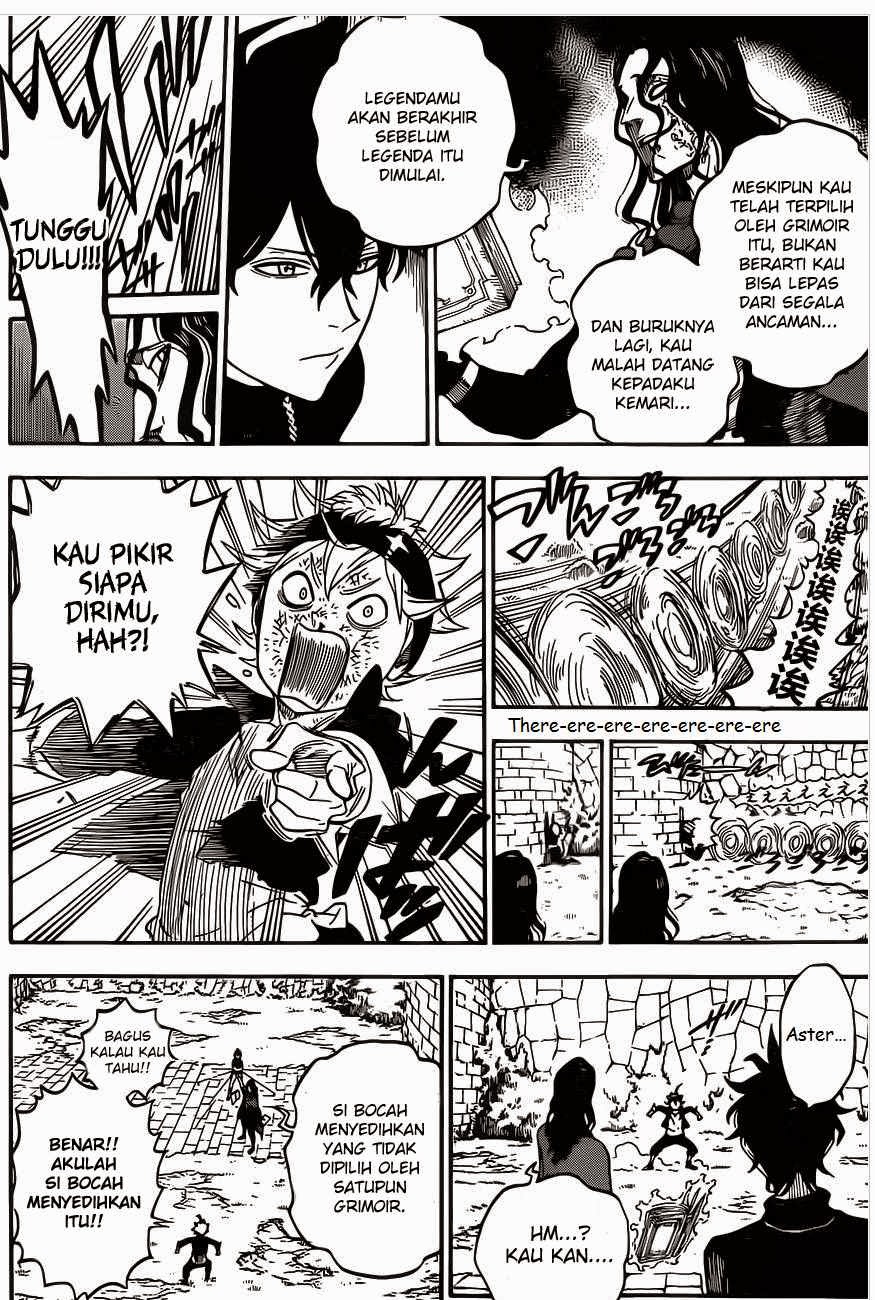 MESKIPUN KAU
TELAH TERPILIH
OLEH GRIMOIR
ITU, BUKAN
BERARTI KAU
BISA LEPAS
DARI SEGALA
ANCAMAN...
DAN BURUKNYA
LAGI, KAU
MALAH DATANG
KEPADAKU
KEMARI...
LEGENDAMU
AKAN BERAKHIR
SEBELUM
LEGENDA ITU
DIMULAI.
TUNGGU
DULU!!!
诶诶诶诶诶诶诶
There-ere-ere-ere-ere-ere-ere
KAU PIKIR
SIAPA
DIRIMU,
HAH?!
Aster...
HM...?
KAU KAN....
SI BOCAH
MENYEDIHKAN
YANG TIDAK
DIPILIH OLEH
SATUPUN
GRIMOIR.
BAGUS
KALAU KAU
TAHU!!
BENAR!!
AKULAH
SI BOCAH
MENYEDIHKAN
ITU!!